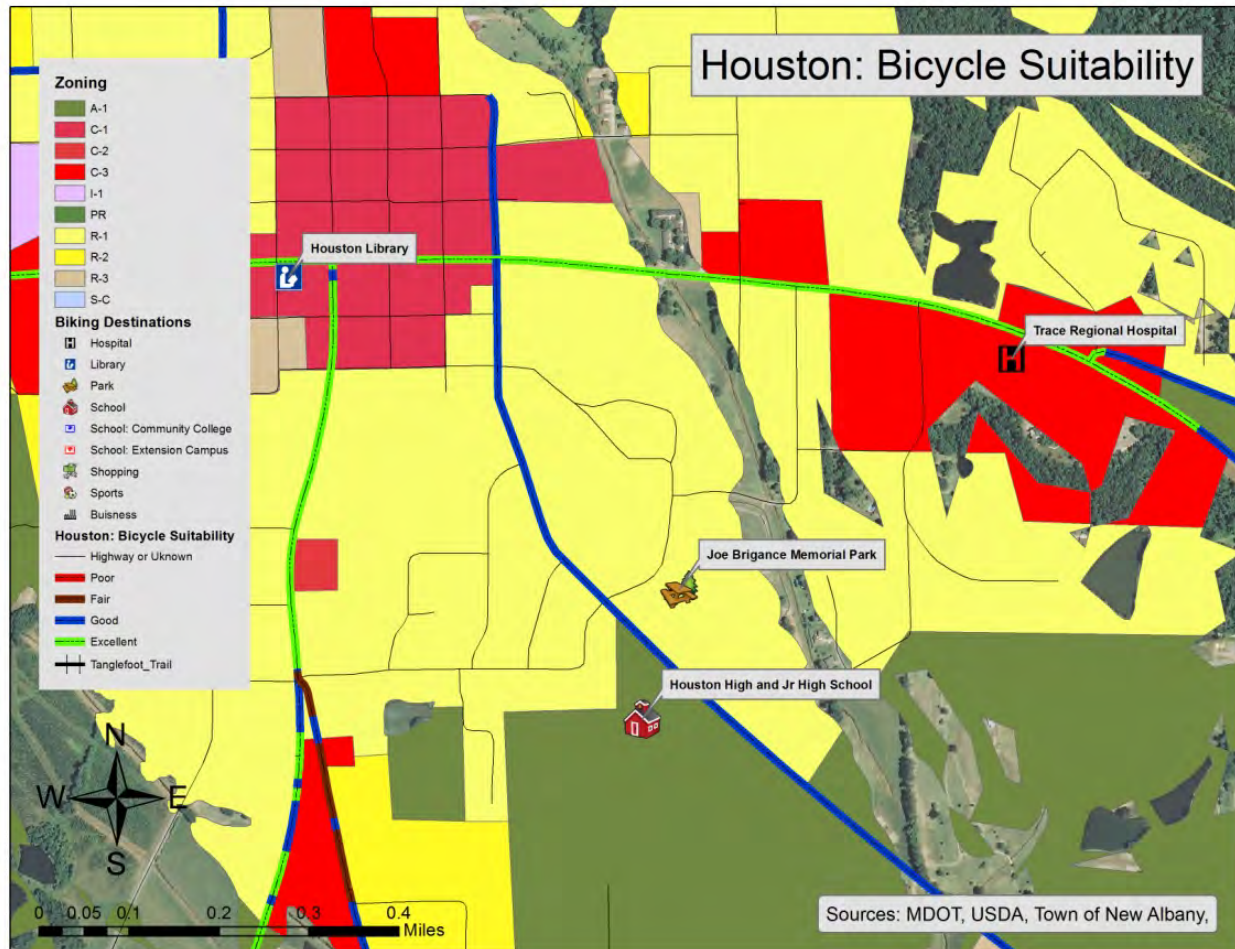 Houston: Bicycle Suitability
Zoning
A-1
C-1
C-2
C-3
I-1
PR
R-1
R-2
R-3
S-C
Biking Destinations
H Hospital
Library
Park
School
School: Community College
School: Extension Campus
Shopping
Sports
Buisness
Houston: Bicycle Suitability
Highway or Uknown
Poor
Fair
Good
Excellent
Tanglefoot_Trail
Houston Library
Trace Regional Hospital
H
Joe Brigance Memorial Park
Houston High and Jr High School
N
W E
S
0 0.05 0.1 0.2 0.3 0.4
Miles
Sources: MDOT, USDA, Town of New Albany,